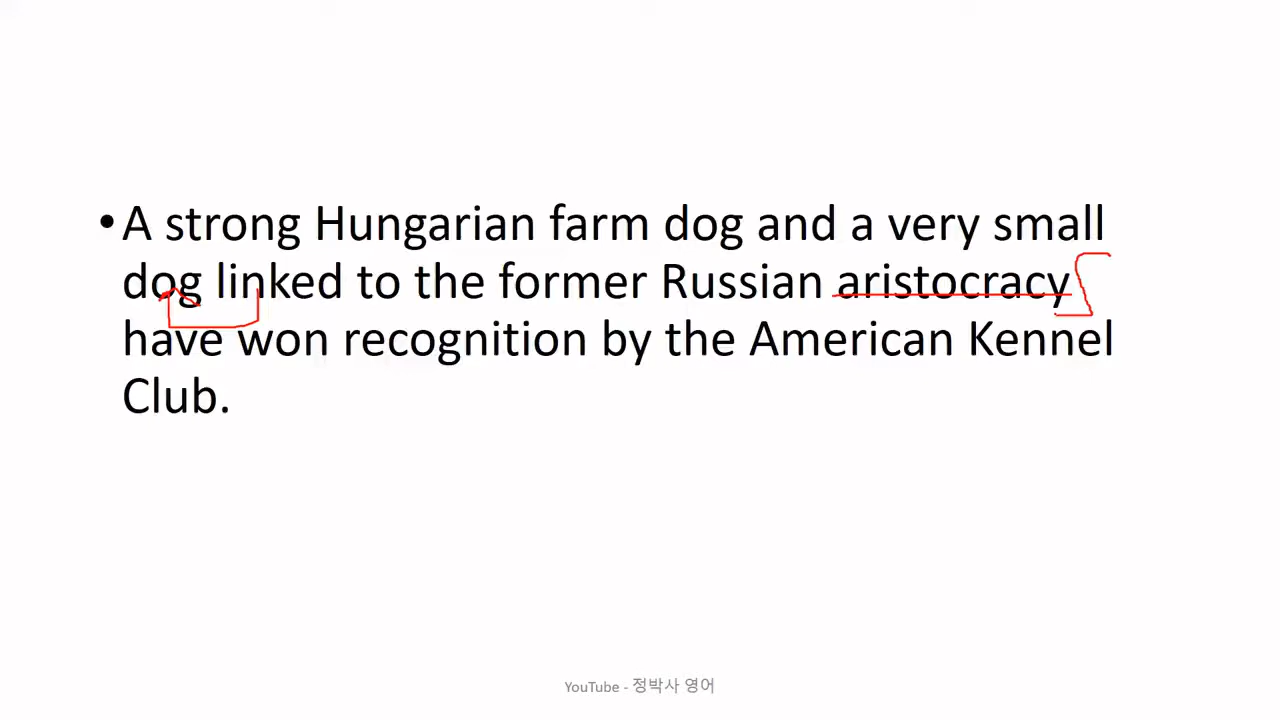 •A strong Hungarian farm dog and a very small
dog linked to the former Russian aristocracy
have won recognition by the American Kennel
Club.
YouTube - 정박사 영어